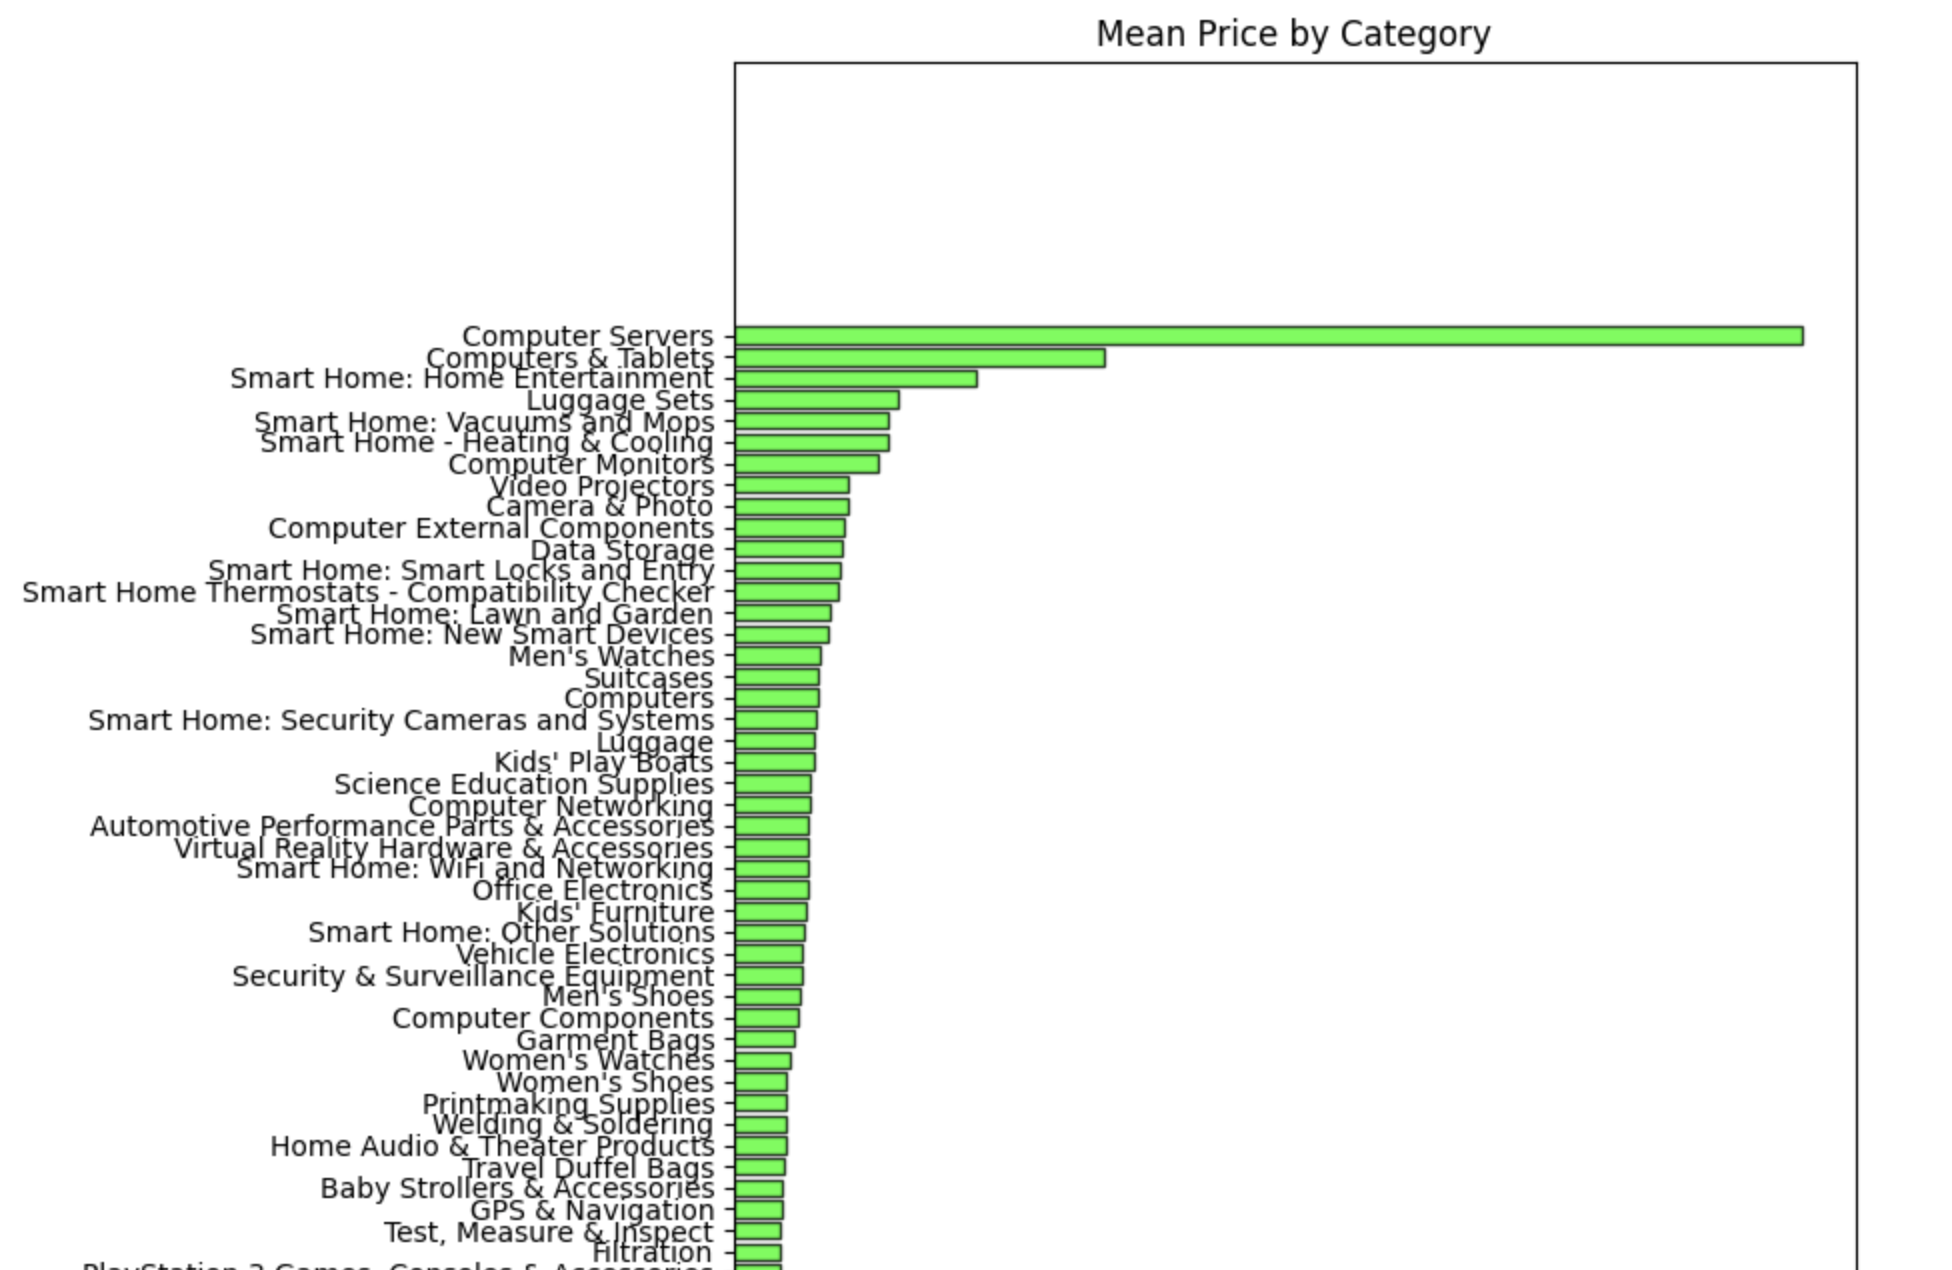 Mean Price by Category
Computer Servers
Computers & Tablets
Smart Home: Home Entertainment
Luggage Sets
Smart Home: Vacuums and Mops
Smart Home - Heating & Cooling
Computer Monitors
Video Projectors
Camera & Photo
Computer External Components
Data Storage
Smart Home: Smart Locks and Entry
Smart Home Thermostats - Compatibility Checker
Smart Home: Lawn and Garden
Smart Home: New Smart Devices
Men's Watches
Suitcases
Computers
Smart Home: Security Cameras and Systems
Luggage
Kids' Play Boats
Science Education Supplies
Computer Networking
Automotive Performance Parts & Accessories
Virtual Reality Hardware & Accessories
Smart Home: WiFi and Networking
Office Electronics
Kids' Furniture
Smart Home: Other Solutions
Vehicle Electronics
Security & Surveillance Equipment
Men's Shoes
Computer Components
Garment Bags
Women's Watches
Women's Shoes
Printmaking Supplies
Welding & Soldering
Home Audio & Theater Products
Travel Duffel Bags
Baby Strollers & Accessories
GPS & Navigation
Test, Measure & Inspect
Filtration
PlayStation 3 Games, Consoles & Accessories